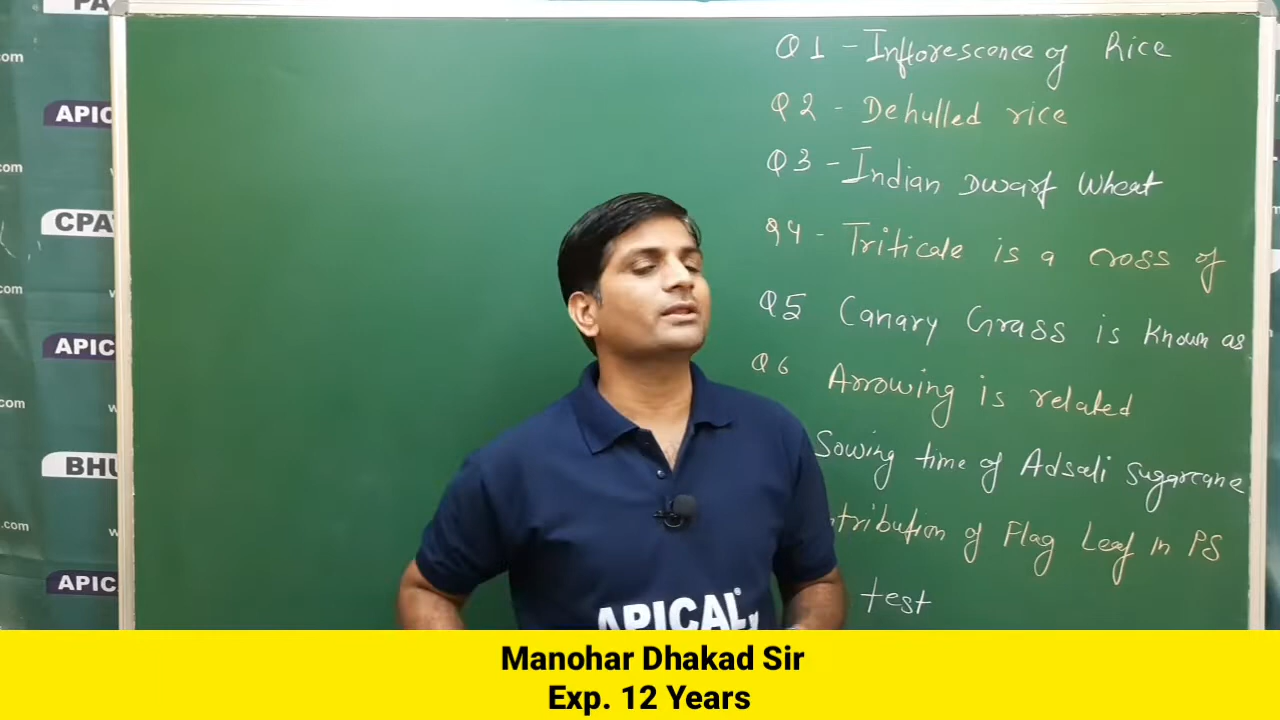 PA
.com
APIC
.com
CPA
.com
APIC
.com
BHU
.com
APIC
Q1 - Inflorescence of Rice
Q2 - Dehulled rice
Q3 - Indian Dwarf Wheat
Q4 - Triticale is a cross of
Q5 Canary Grass is known as
Q6 Arrowing is related
Sowing time of Adsali sugarcane
tribution of Flag Leaf in PS
test
APICAL
Manohar Dhakad Sir
Exp. 12 Years